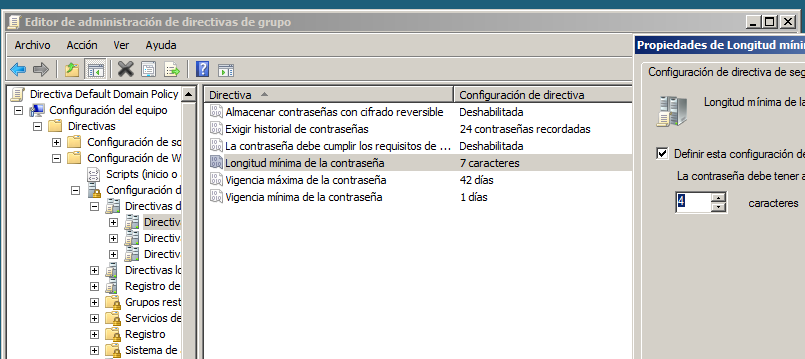 Editor de administración de directivas de grupo
Archivo Acción Ver Ayuda
Directiva Default Domain Policy
Configuración del equipo
Directivas
Configuración de so
Configuración de W
Scripts (inicio o
Configuración d
Directivas d
Directiv
Directiv
Directiv
Directivas lo
Registro de
Grupos rest
Servicios de
Registro
Sistema de
Directiva Configuración de directiva
Almacenar contraseñas con cifrado reversible Deshabilitada
Exigir historial de contraseñas 24 contraseñas recordadas
La contraseña debe cumplir los requisitos de ... Deshabilitada
Longitud mínima de la contraseña 7 caracteres
Vigencia máxima de la contraseña 42 días
Vigencia mínima de la contraseña 1 días
Propiedades de Longitud míni
Configuración de directiva de seg
Longitud mínima de la
Definir esta configuración de
La contraseña debe tener a
4 caracteres